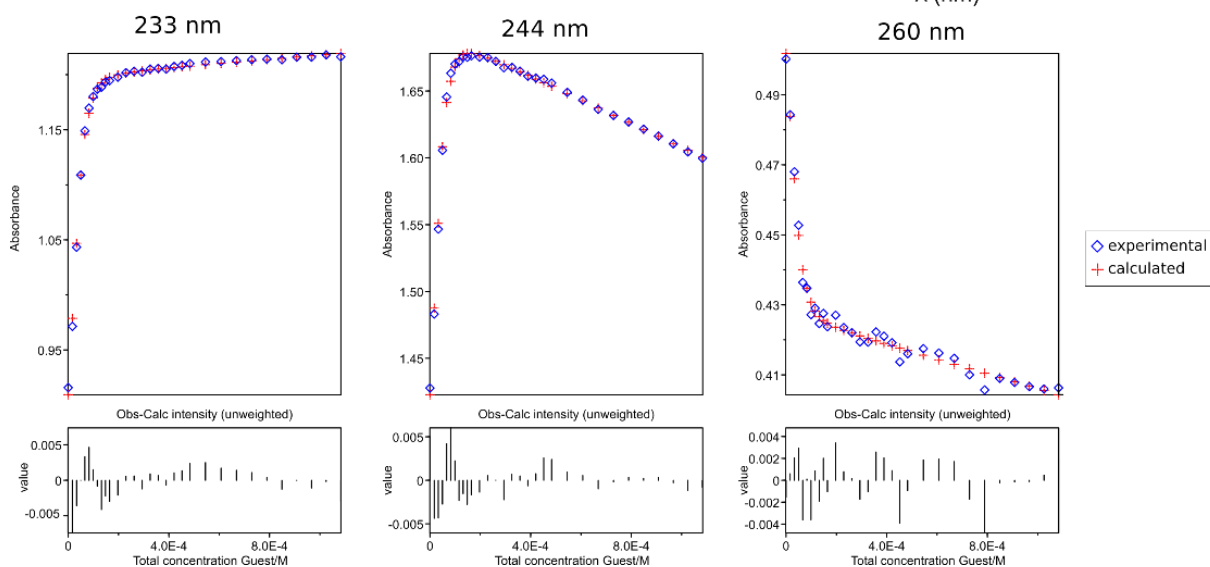 (nm)
233 nm
244 nm
260 nm
Absorbance
1.15
1.05
0.95
Absorbance
1.65
1.60
1.55
1.50
1.45
Absorbance
0.49
0.47
0.45
0.43
0.41
experimental
calculated
Obs-Calc intensity (unweighted)
value
0.005
0
-0.005
0
4.0E-4
8.0E-4
Total concentration Guest/M
Obs-Calc intensity (unweighted)
value
0.005
0
-0.005
0
4.0E-4
8.0E-4
Total concentration Guest/M
Obs-Calc intensity (unweighted)
value
0.004
0.002
0
-0.002
-0.004
0
4.0E-4
8.0E-4
Total concentration Guest/M